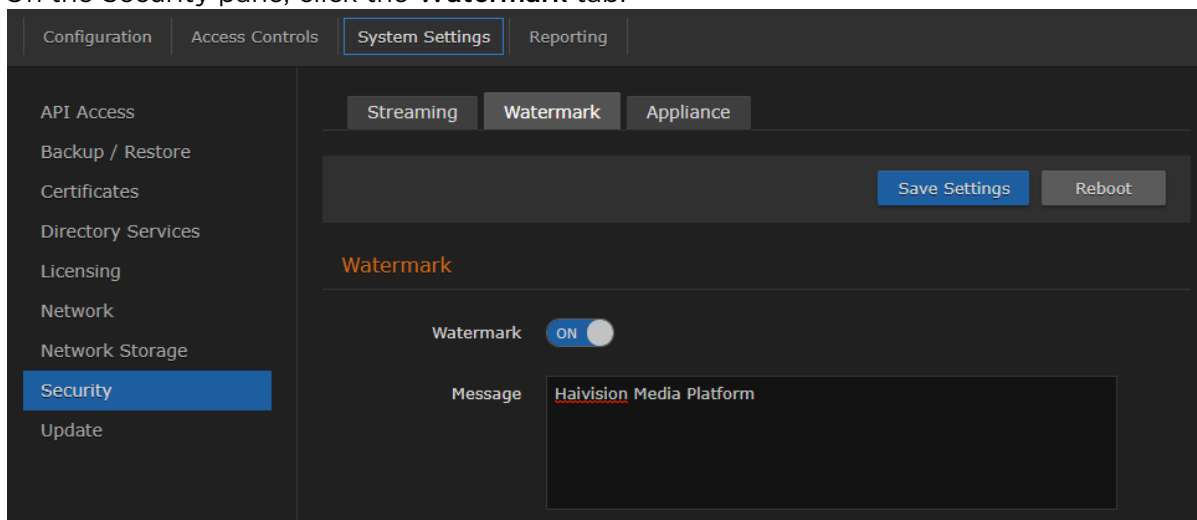 On the Security pane, click the Watermark tab.
Configuration Access Controls System Settings Reporting
API Access
Backup / Restore
Certificates
Directory Services
Licensing
Network
Network Storage
Security
Update
Streaming Watermark Appliance
Save Settings Reboot
Watermark
Watermark ON
Message Haivision Media Platform